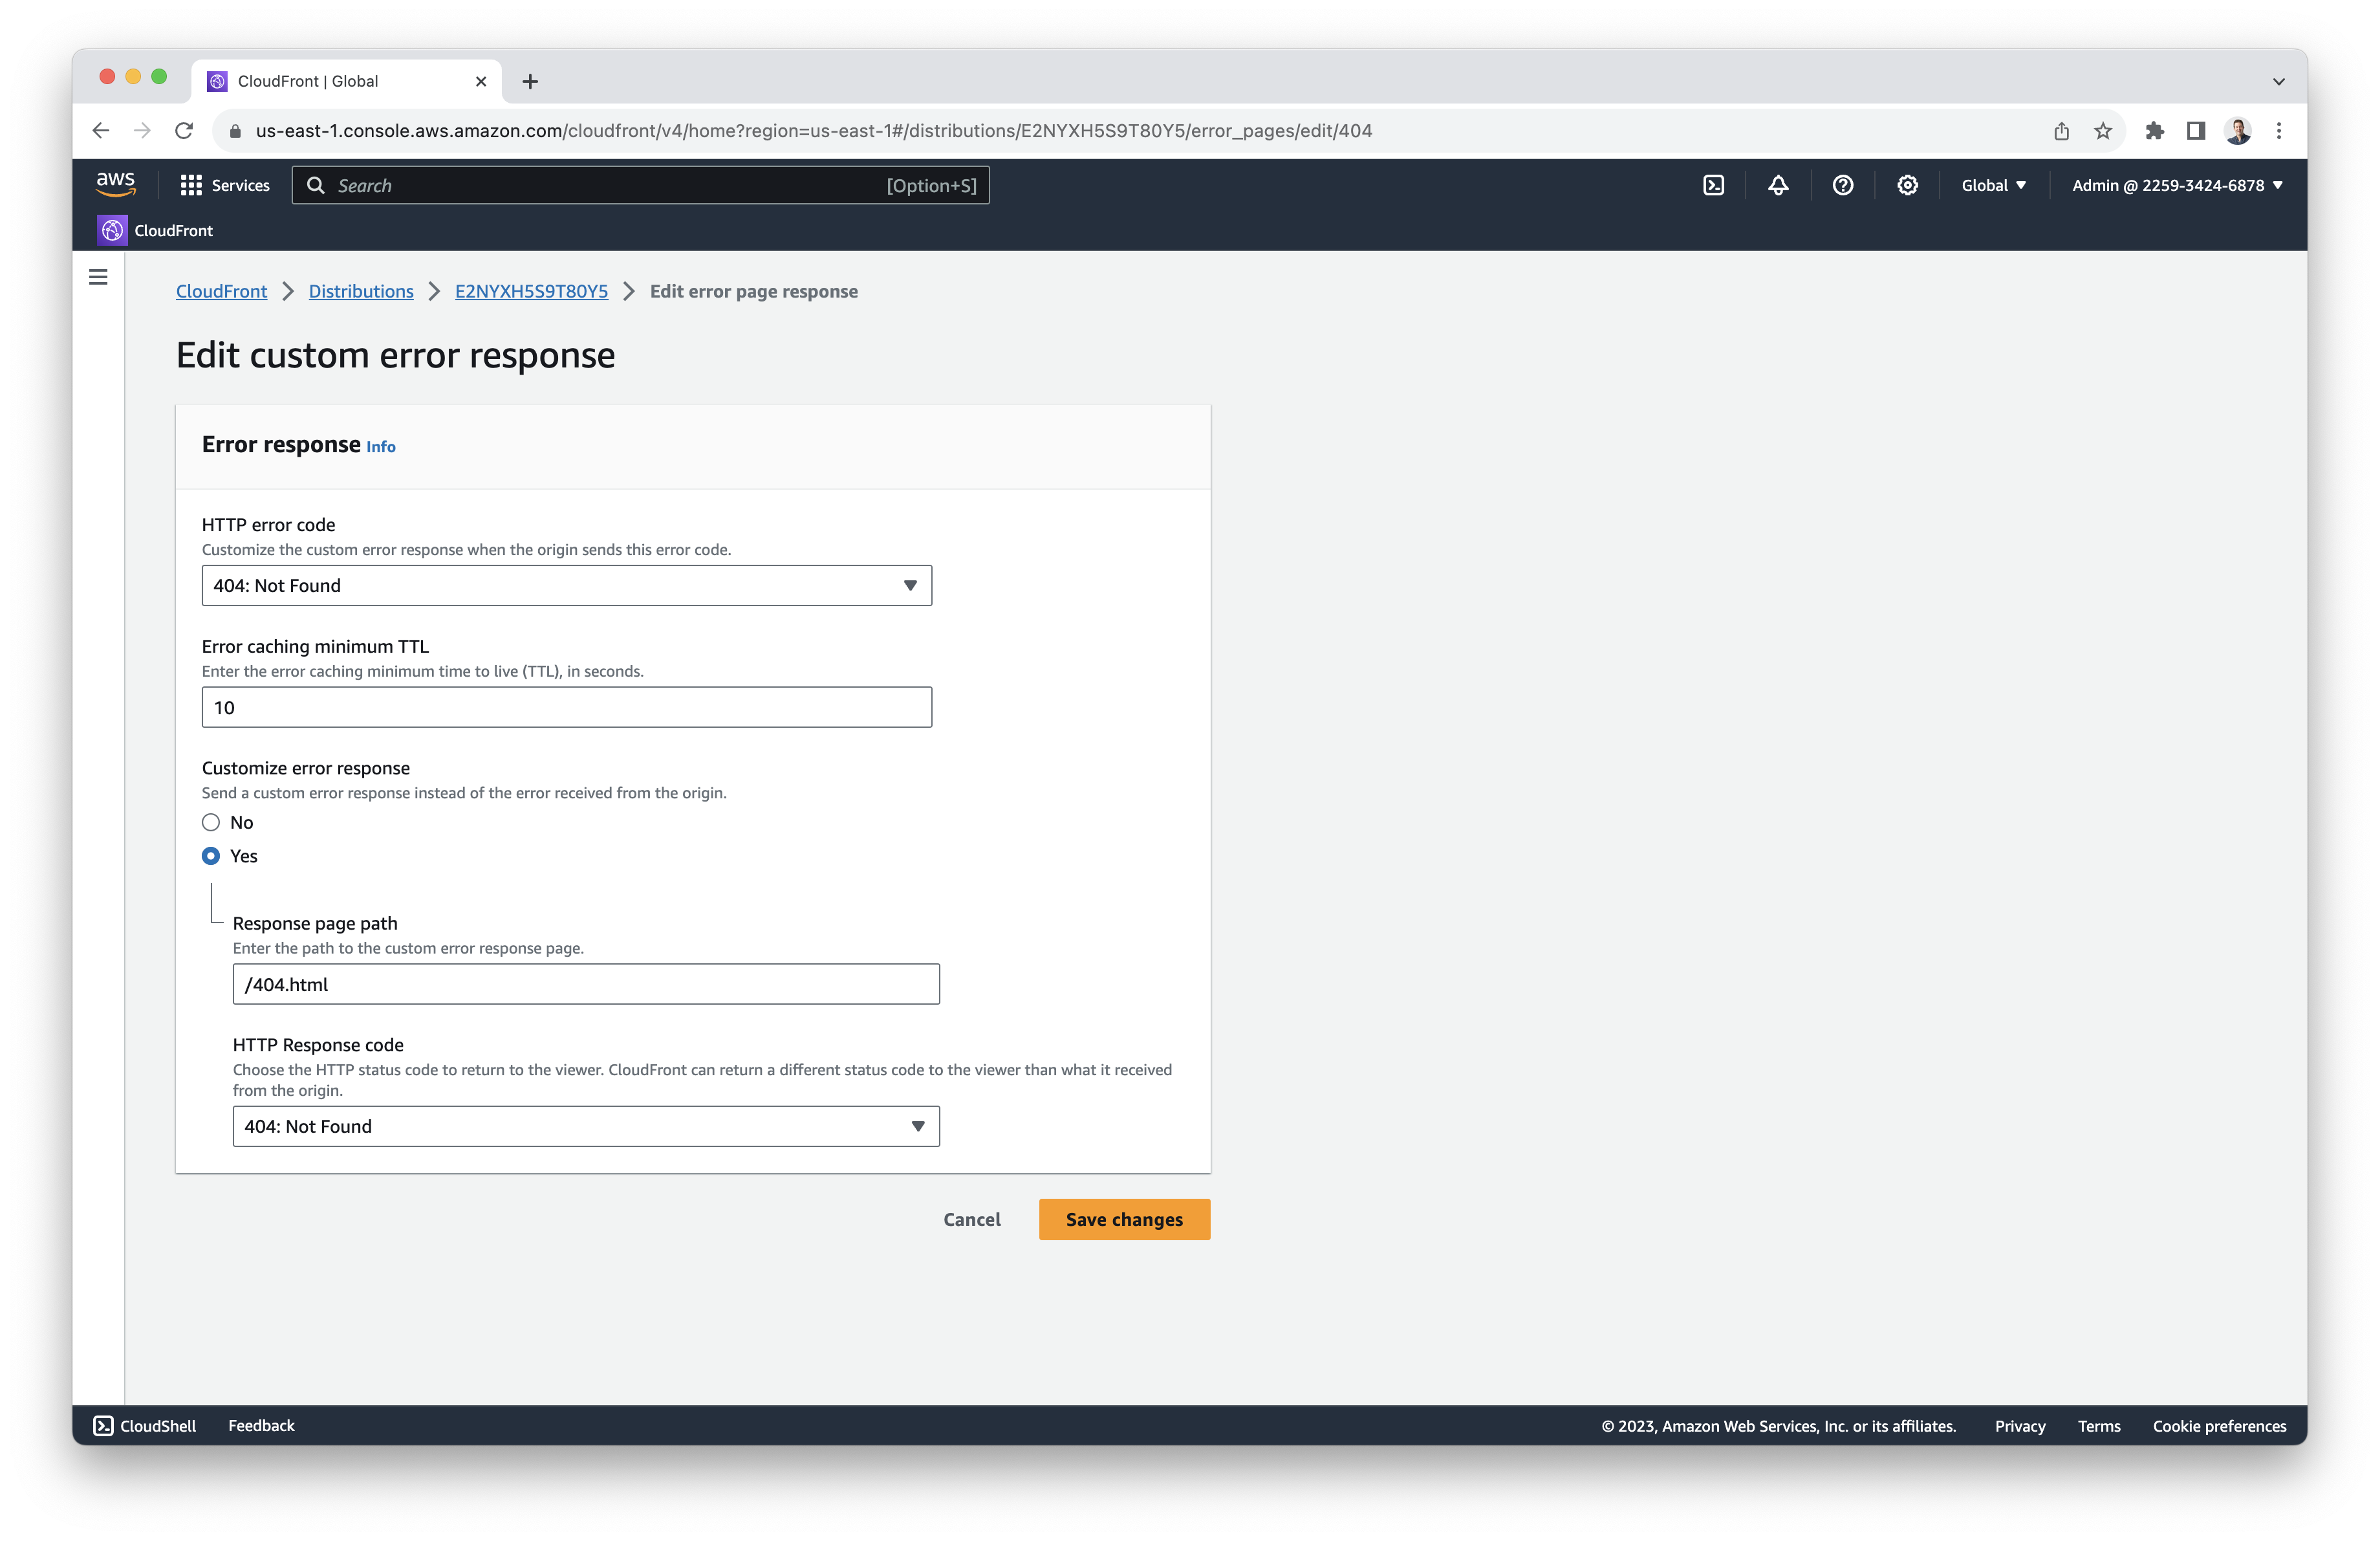 CloudFront | Global
us-east-1.console.aws.amazon.com/cloudfront/v4/home?region=us-east-1#/distributions/E2NYXH5S9T80Y5/error_pages/edit/404
aws Services Search [Option+S] Global Admin @ 2259-3424-6878
CloudFront
CloudFront Distributions E2NYXH5S9T80Y5 Edit error page response
Edit custom error response
Error response Info
HTTP error code
Customize the custom error response when the origin sends this error code.
404: Not Found
Error caching minimum TTL
Enter the error caching minimum time to live (TTL), in seconds.
10
Customize error response
Send a custom error response instead of the error received from the origin.
No
Yes
Response page path
Enter the path to the custom error response page.
/404.html
HTTP Response code
Choose the HTTP status code to return to the viewer. CloudFront can return a different status code to the viewer than what it received
from the origin.
404: Not Found
Cancel Save changes
CloudShell Feedback © 2023, Amazon Web Services, Inc. or its affiliates. Privacy Terms Cookie preferences